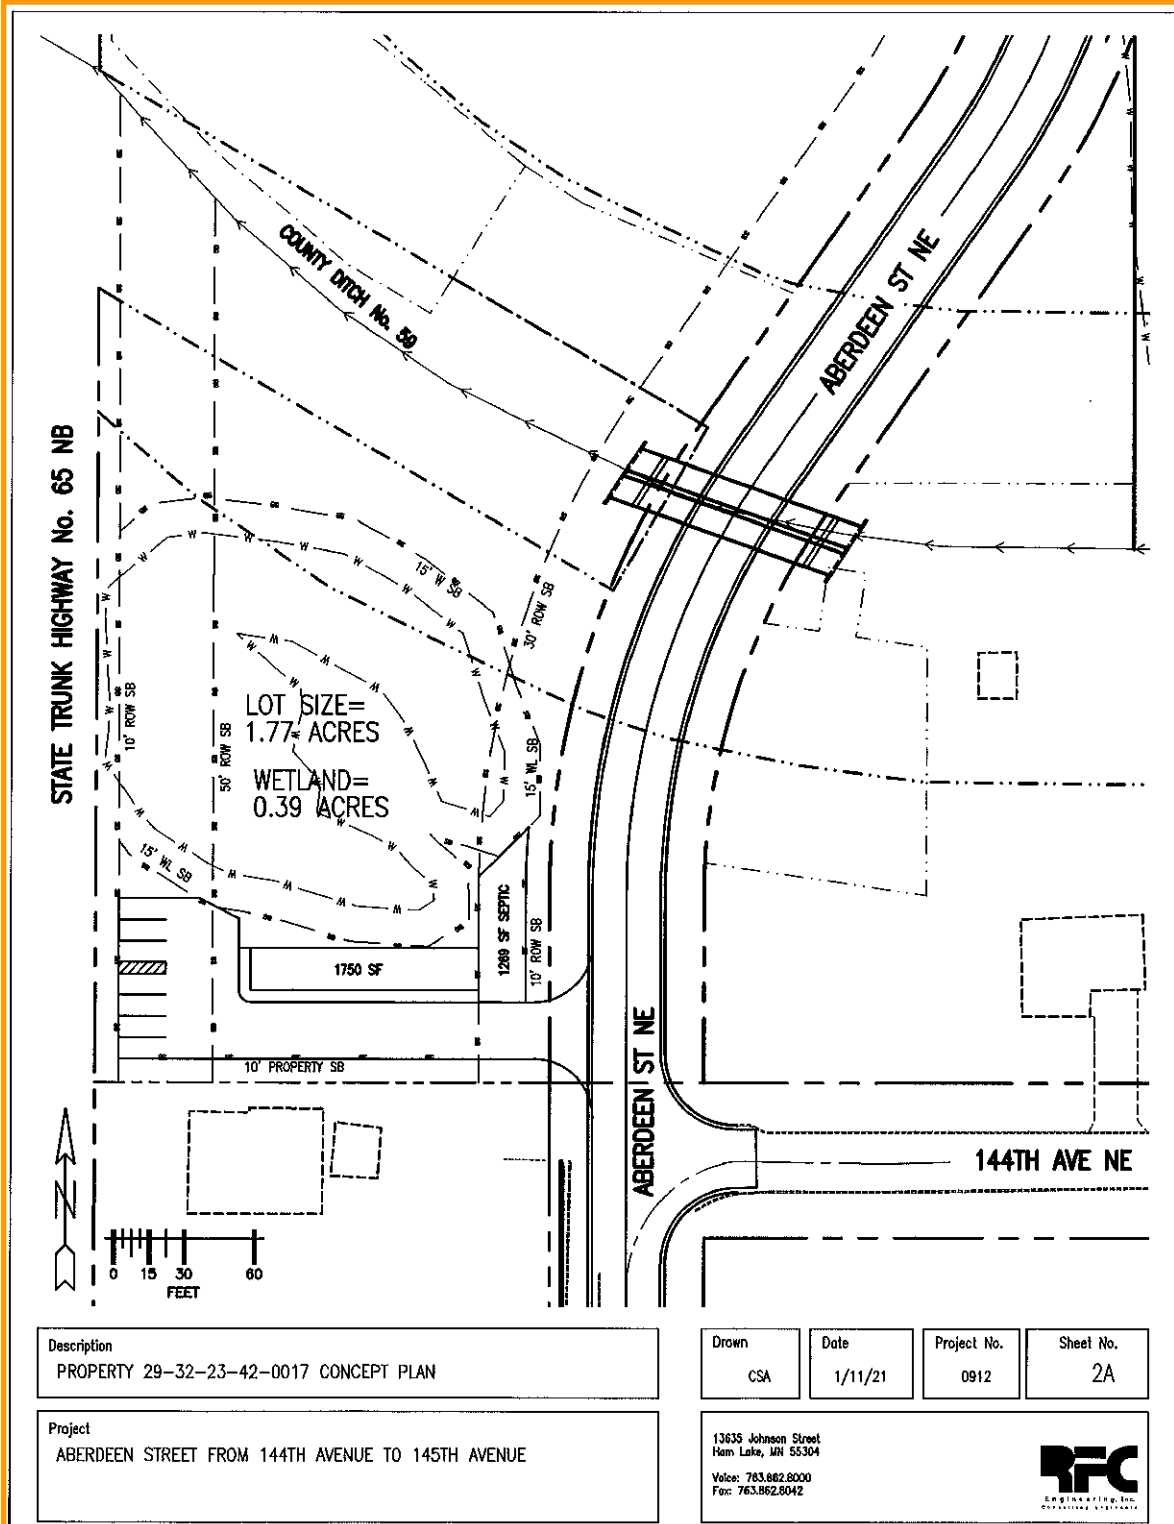 COUNTY DITCH No. 59
ABERDEEN ST NE
STATE TRUNK HIGHWAY No. 65 NB
15' W SB
30' ROW SB
10' ROW SB
50' ROW SB
LOT SIZE=
1.77 ACRES
WETLAND=
0.39 ACRES
15' WL SB
15' WL SB
1269 SF SEPTIC
10' ROW SB
1750 SF
10' PROPERTY SB
ABERDEEN ST NE
144TH AVE NE
N
0 15 30 60
FEET
Description
PROPERTY 29-32-23-42-0017 CONCEPT PLAN
Drawn
CSA
Date
1/11/21
Project No.
0912
Sheet No.
2A
Project
ABERDEEN STREET FROM 144TH AVENUE TO 145TH AVENUE
13635 Johnson Street
Ham Lake, MN 55304
Voice: 763.862.8000
Fax: 763.862.8042
RFC
Engineering, Inc.
Consulting Engineers